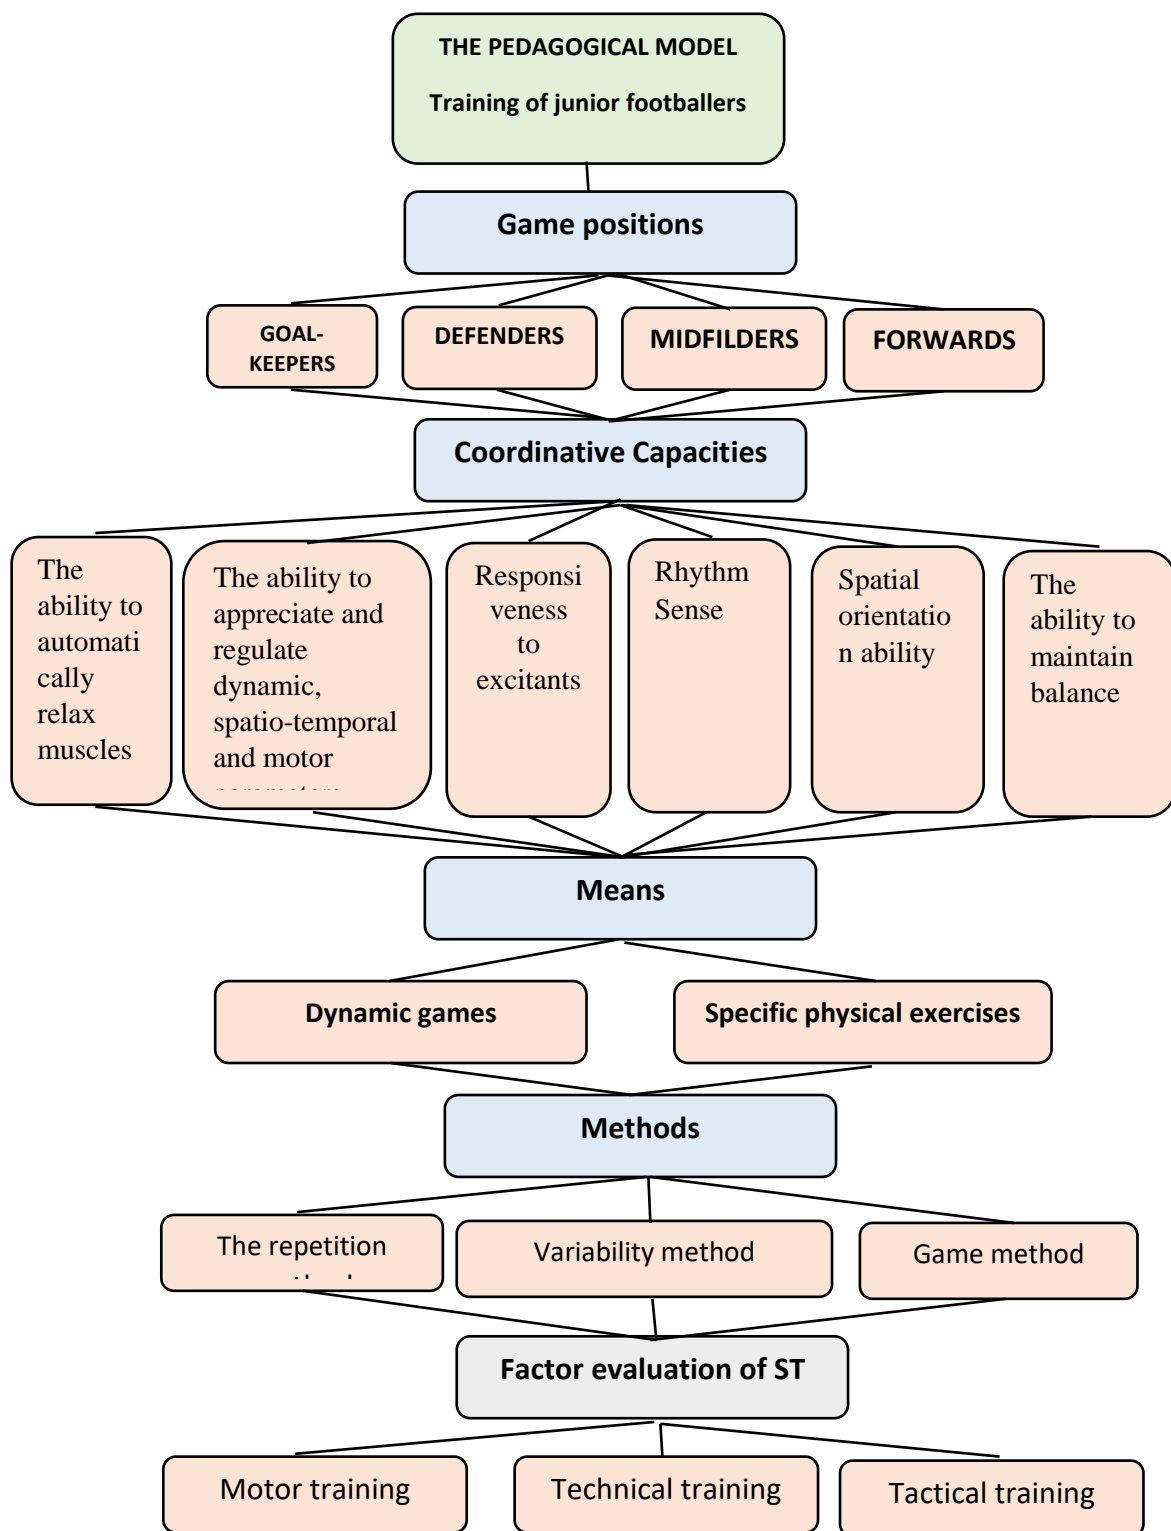 THE PEDAGOGICAL MODEL
Training of junior footballers
Game positions
GOAL-
KEEPERS
DEFENDERS
MIDFILDERS
FORWARDS
Coordinative Capacities
The
ability to
automati
cally
relax
muscles
The ability to
appreciate and
regulate
dynamic,
spatio-temporal
and motor
Responsi
veness
to
excitants
Rhythm
Sense
Spatial
orientatio
n ability
The
ability to
maintain
balance
Means
Dynamic games
Specific physical exercises
Methods
The repetition
Variability method
Game method
Factor evaluation of ST
Motor training
Technical training
Tactical training